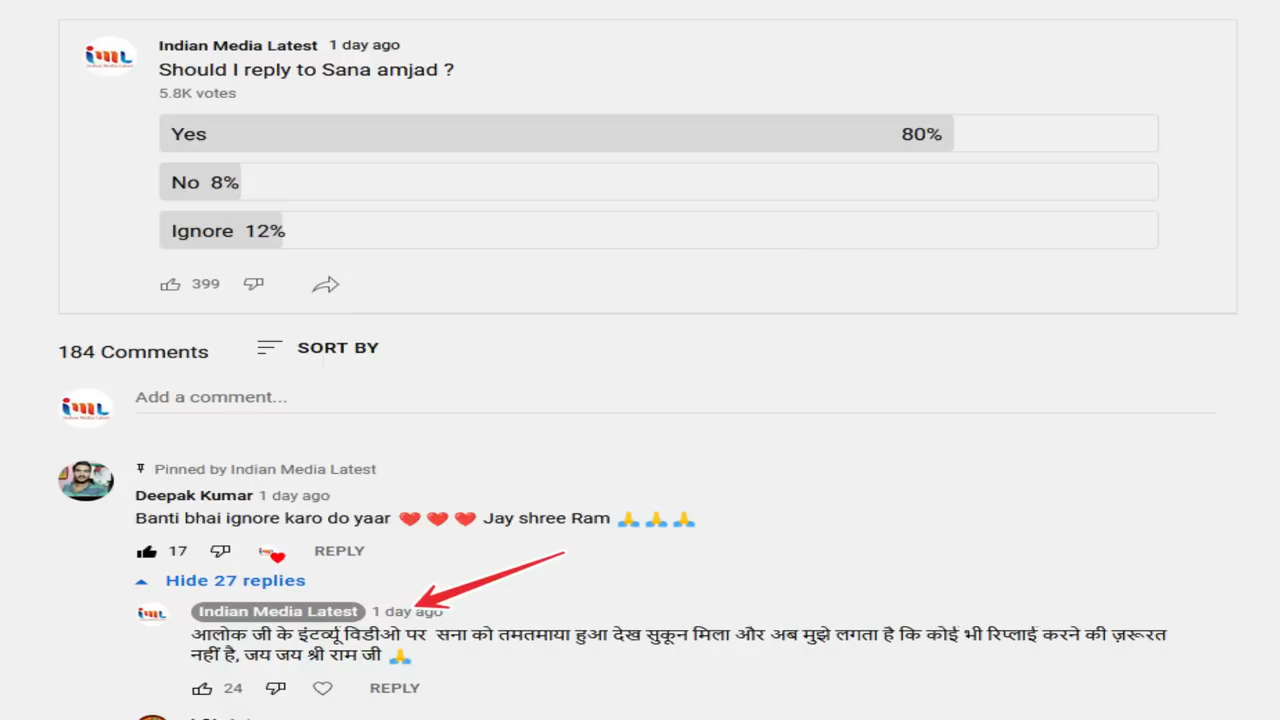 Indian Media Latest 1 day ago
Should I reply to Sana amjad ?
5.8K votes
Yes 80%
No 8%
Ignore 12%
399
184 Comments SORT BY
Add a comment...
Pinned by Indian Media Latest
Deepak Kumar 1 day ago
Banti bhai ignore karo do yaar ❤️ ❤️ ❤️ Jay shree Ram 🙏 🙏 🙏
17 REPLY
Hide 27 replies
Indian Media Latest 1 day ago
आलोक जी के इंटर्व्यू विडीओ पर सना को तमतमाया हुआ देख सुकून मिला और अब मुझे लगता है कि कोई भी रिप्लाई करने की ज़रूरत
नहीं है, जय जय श्री राम जी 🙏
24 REPLY